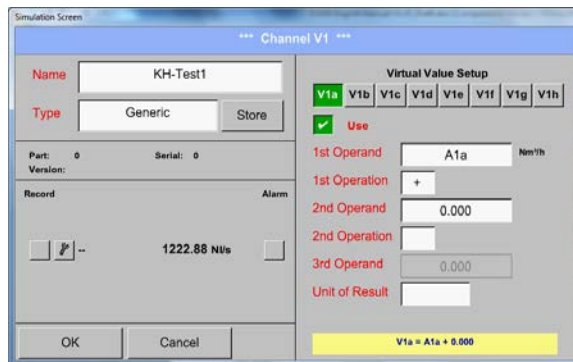 Simulation Screen
*** Channel V1 ***
Name
KH-Test1
Type
Generic
Store
Part: 0 Serial: 0
Version:
Record Alarm
-- 1222.88 Nl/s
OK
Cancel
Virtual Value Setup
V1a V1b V1c V1d V1e V1f V1g V1h
Use
1st Operand A1a Nm³/h
1st Operation +
2nd Operand 0.000
2nd Operation
3rd Operand 0.000
Unit of Result
V1a = A1a + 0.000